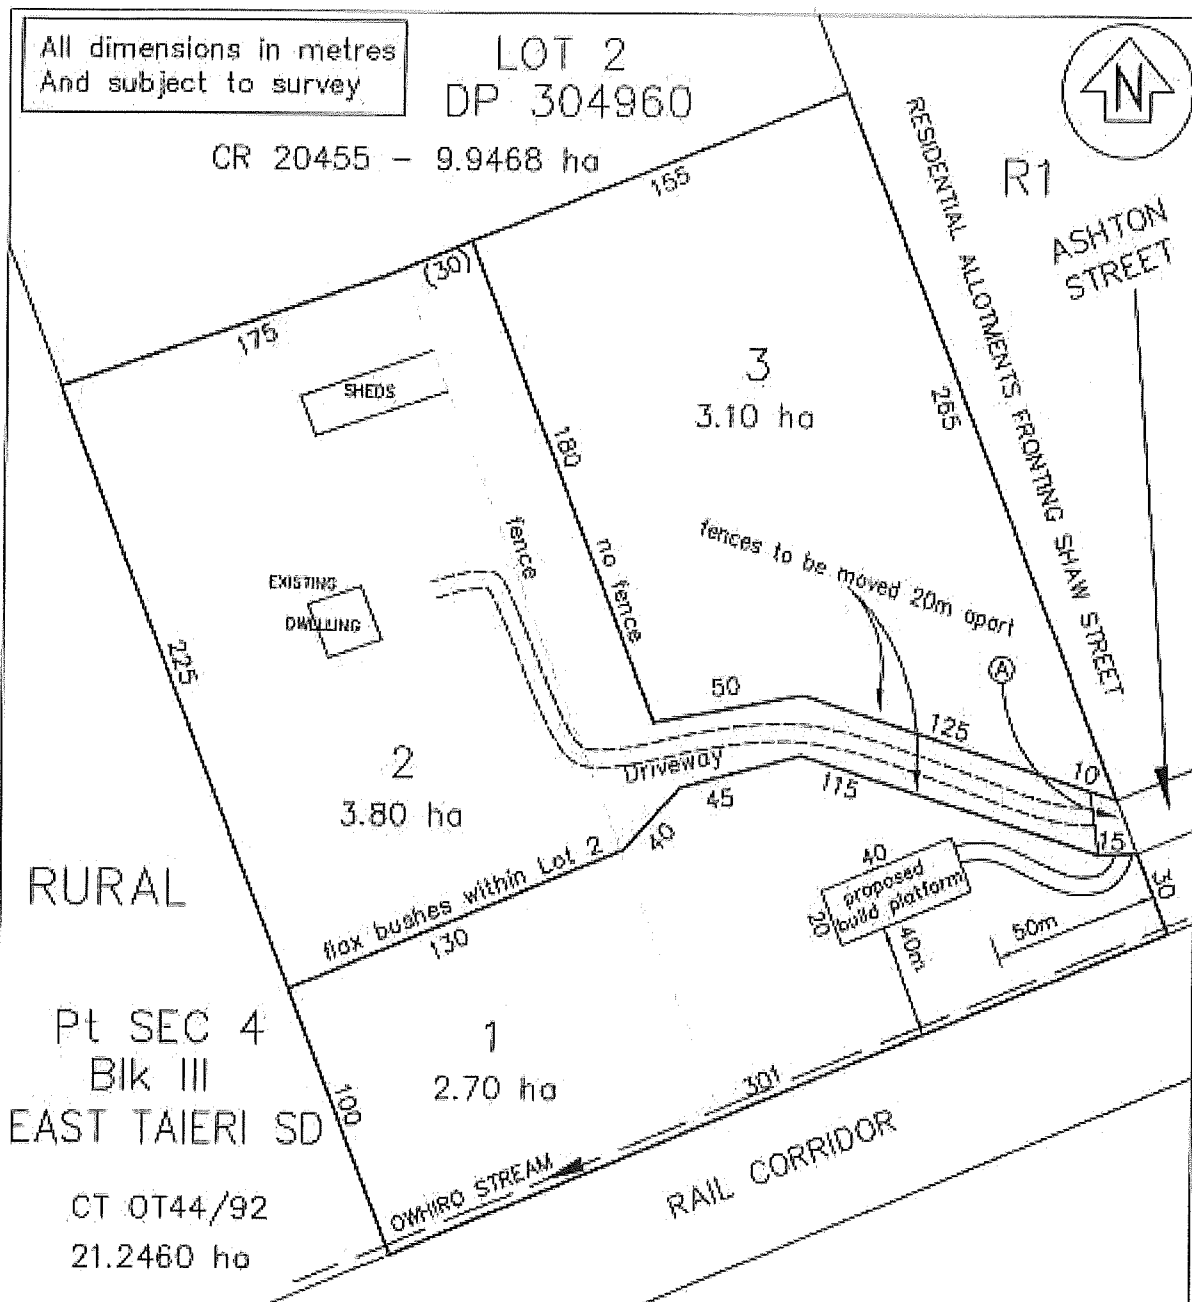 All dimensions in metres
And subject to survey
LOT 2
DP 304960
CR 20455 - 9.9468 ha
N
R1
ASHTON
STREET
RESIDENTIAL ALLOTMENTS FRONTING SHAW STREET
155
(30)
175
SHEDS
3
3.10 ha
265
180
fence
no fence
fences to be moved 20m apart
EXISTING
DWELLING
A
225
50
125
2
3.80 ha
Driveway
10
45
115
15
40
RURAL
flax bushes within Lot 2
130
40
proposed
build platform
20
40m
50m
30
Pt SEC 4
Blk III
EAST TAIERI SD
1
2.70 ha
100
301
OWHIRO STREAM
RAIL CORRIDOR
CT OT44/92
21.2460 ha